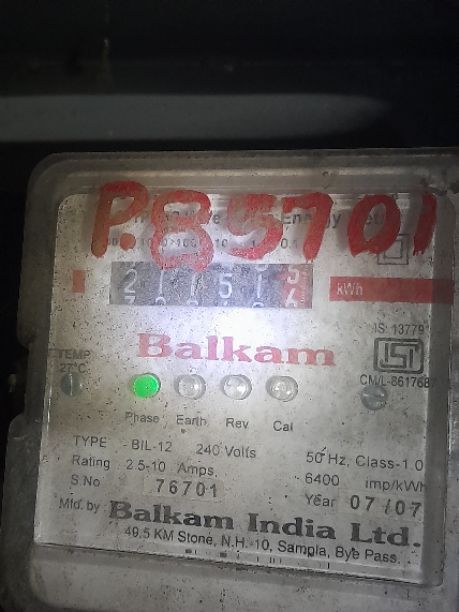 P.85701
kWh
IS: 13779
Balkam
TEMP
27°C
CM/L-8617687
Phase Earth Rev Cal
TYPE - BIL-12 240 Volts 50 Hz, Class-1.0
Rating 2.5-10 Amps. 6400 imp/kWh
S.No 76701 Year 07/07
Mfd. by Balkam India Ltd.
49.5 KM Stone, N.H.-10, Sampla, Bye Pass.